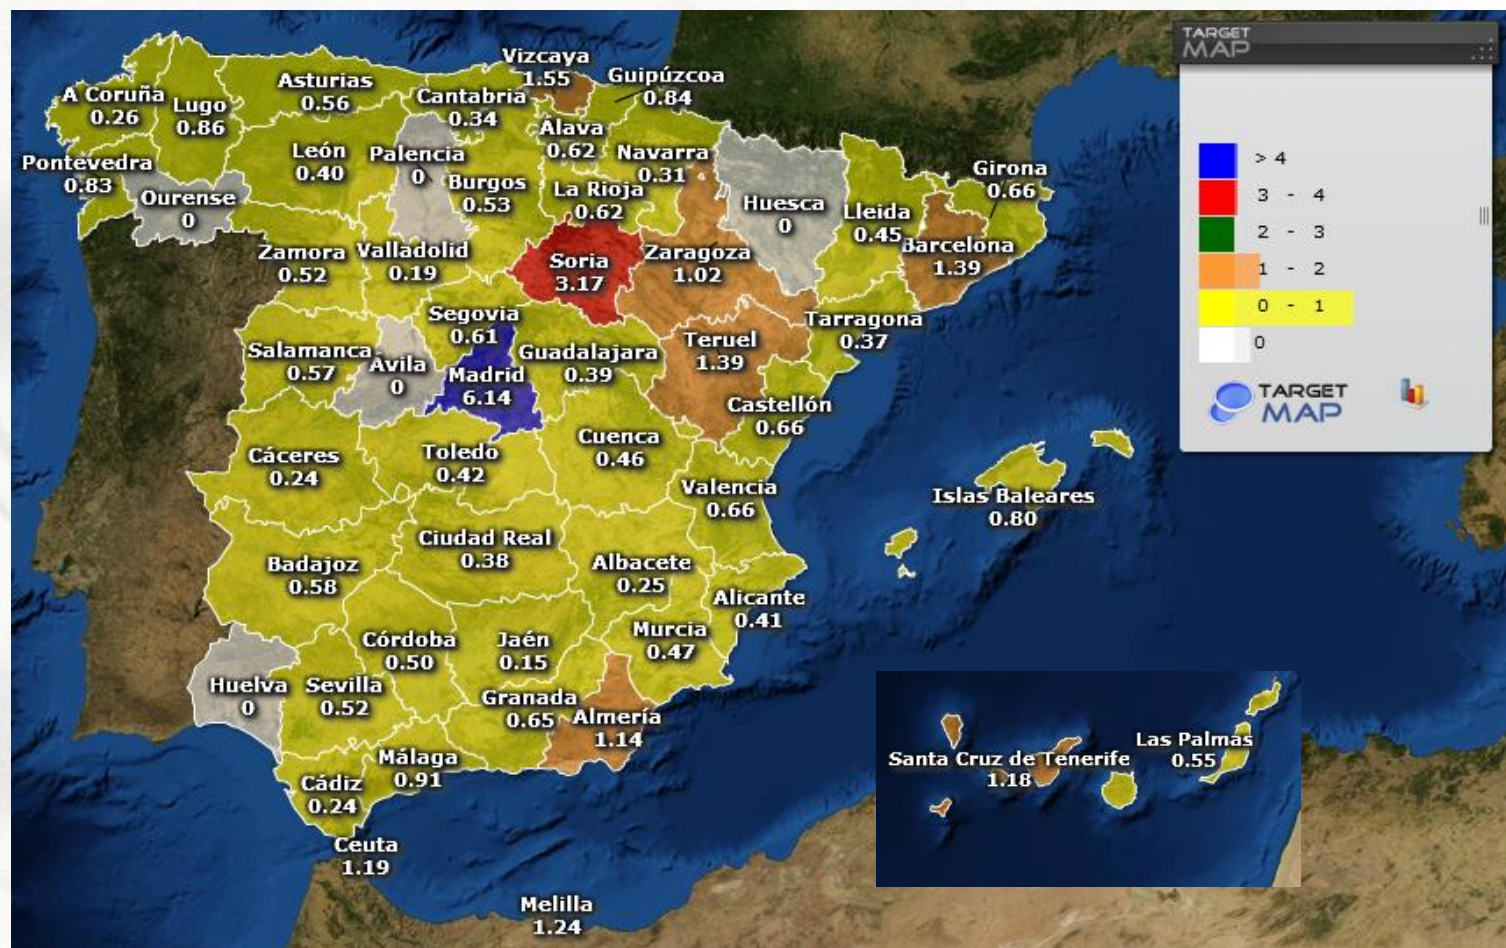 Vizcaya
1.55
Guipúzcoa
0.84
Asturias
0.56
A Coruña
0.26
Lugo
0.86
Cantabria
0.34
Álava
0.62
León
0.40
Palencia
0
Navarra
0.31
Pontevedra
0.83
Ourense
0
Burgos
0.53
La Rioja
0.62
Huesca
0
Lleida
0.45
Girona
0.66
Barcelona
1.39
Zamora
0.52
Valladolid
0.19
Soria
3.17
Zaragoza
1.02
Segovia
0.61
Tarragona
0.37
Salamanca
0.57
Ávila
0
Madrid
6.14
Guadalajara
0.39
Teruel
1.39
Castellón
0.66
Cáceres
0.24
Toledo
0.42
Cuenca
0.46
Valencia
0.66
Islas Baleares
0.80
Badajoz
0.58
Ciudad Real
0.38
Albacete
0.25
Alicante
0.41
Córdoba
0.50
Jaén
0.15
Murcia
0.47
Huelva
0
Sevilla
0.52
Granada
0.65
Almería
1.14
Málaga
0.91
Cádiz
0.24
Ceuta
1.19
Melilla
1.24
Santa Cruz de Tenerife
1.18
Las Palmas
0.55
TARGET
MAP
> 4
3 - 4
2 - 3
1 - 2
0 - 1
0
TARGET
MAP